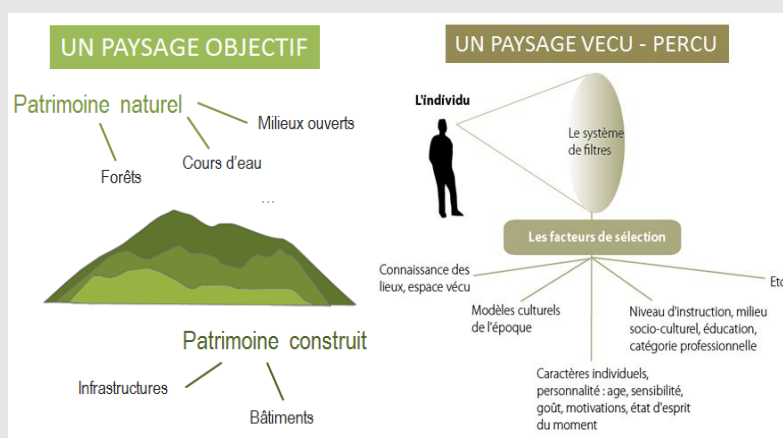 UN PAYSAGE OBJECTIF
Patrimoine naturel
Milieux ouverts
Cours d'eau
Forêts
...
Patrimoine construit
Infrastructures
Bâtiments
UN PAYSAGE VECU - PERCU
L'individu
Le système
de filtres
Les facteurs de sélection
Connaissance des
lieux, espace vécu
Modèles culturels
de l'époque
Caractères individuels,
personnalité : age, sensibilité,
goût, motivations, état d'esprit
du moment
Niveau d'instruction, milieu
socio-culturel, éducation,
catégorie professionnelle